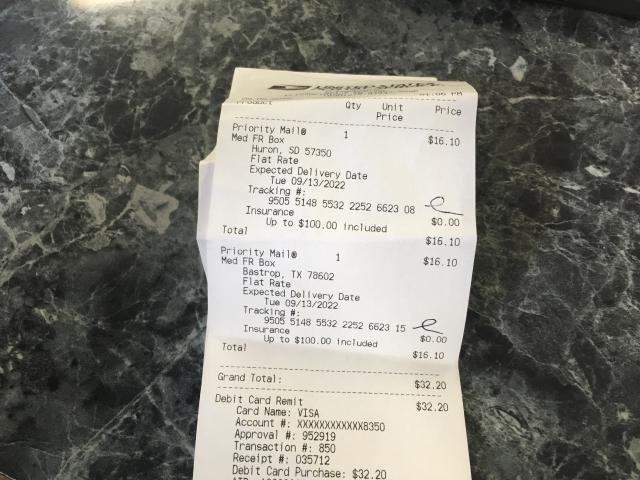 Product Qty Unit Price
Price
Priority Mail® 1 $16.10
Med FR Box
Huron, SD 57350
Flat Rate
Expected Delivery Date
Tue 09/13/2022
Tracking #:
9505 5148 5532 2252 6623 08
Insurance $0.00
Up to $100.00 included
Total $16.10
Priority Mail® 1 $16.10
Med FR Box
Bastrop, TX 78602
Flat Rate
Expected Delivery Date
Tue 09/13/2022
Tracking #:
9505 5148 5532 2252 6623 15
Insurance $0.00
Up to $100.00 included
Total $16.10
Grand Total: $32.20
Debit Card Remit $32.20
Card Name: VISA
Account #: XXXXXXXXXXXX8350
Approval #: 952919
Transaction #: 850
Receipt #: 035712
Debit Card Purchase: $32.20